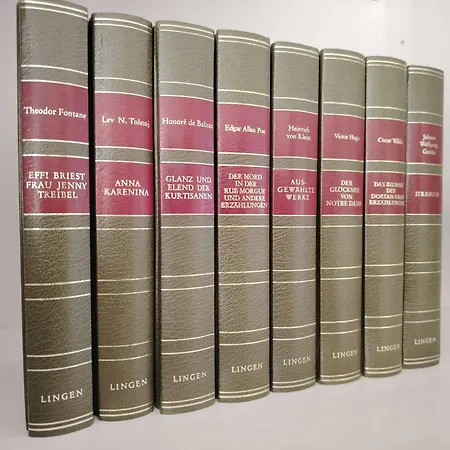 Theodor Fontane
EFFI BRIEST
FRAU JENNY
TREIBEL
LINGEN
Lev N. Tolstoj
ANNA
KARENINA
LINGEN
Honoré de Balzac
GLANZ UND
ELEND DER
KURTISANEN
LINGEN
Edgar Allan Poe
DER MORD
IN DER
RUE MORGUE
UND ANDERE
ERZÄHLUNGEN
LINGEN
Heinrich
von Kleist
AUS-
GEWÄHLTE
WERKE
LINGEN
Victor Hugo
DER
GLÖCKNER
VON
NOTRE DAME
LINGEN
Oscar Wilde
DAS BILDNIS
DES
DORIAN GRAY
ERZÄHLUNGEN
LINGEN
Johann
Wolfgang
Goethe
DRAMEN
LINGEN